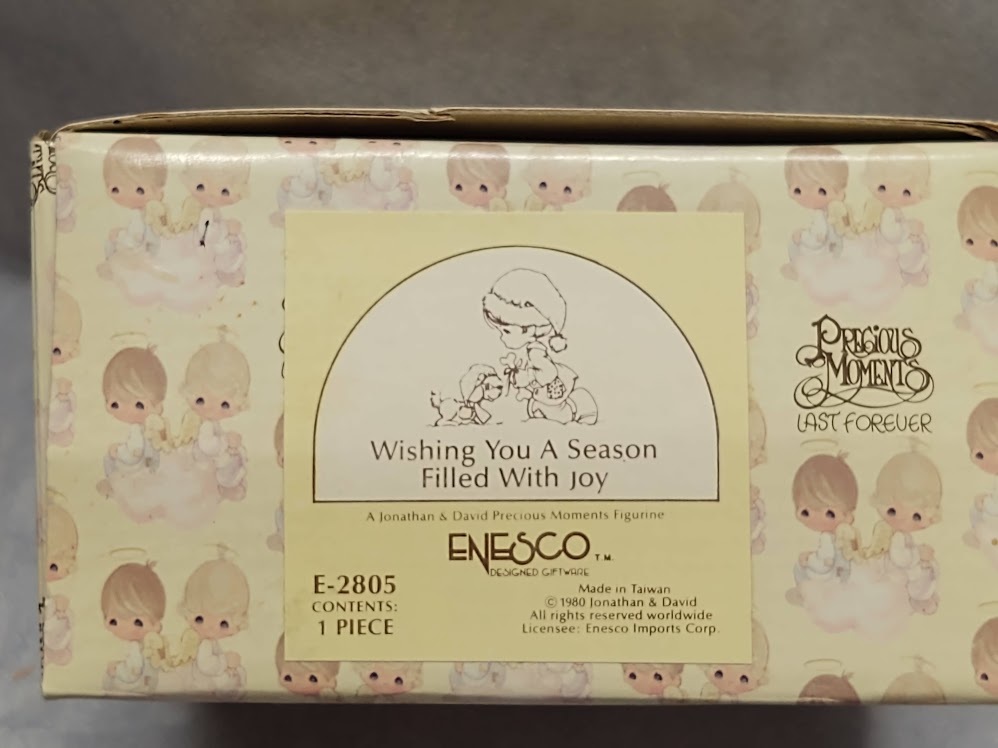 Wishing You A Season
Filled With Joy
A Jonathan & David Precious Moments Figurine
ENESCO T.M.
DESIGNED GIFTWARE
E-2805
CONTENTS:
1 PIECE
Made in Taiwan
© 1980 Jonathan & David
All rights reserved worldwide
Licensee: Enesco Imports Corp.
PRECIOUS
MOMENTS
LAST FOREVER